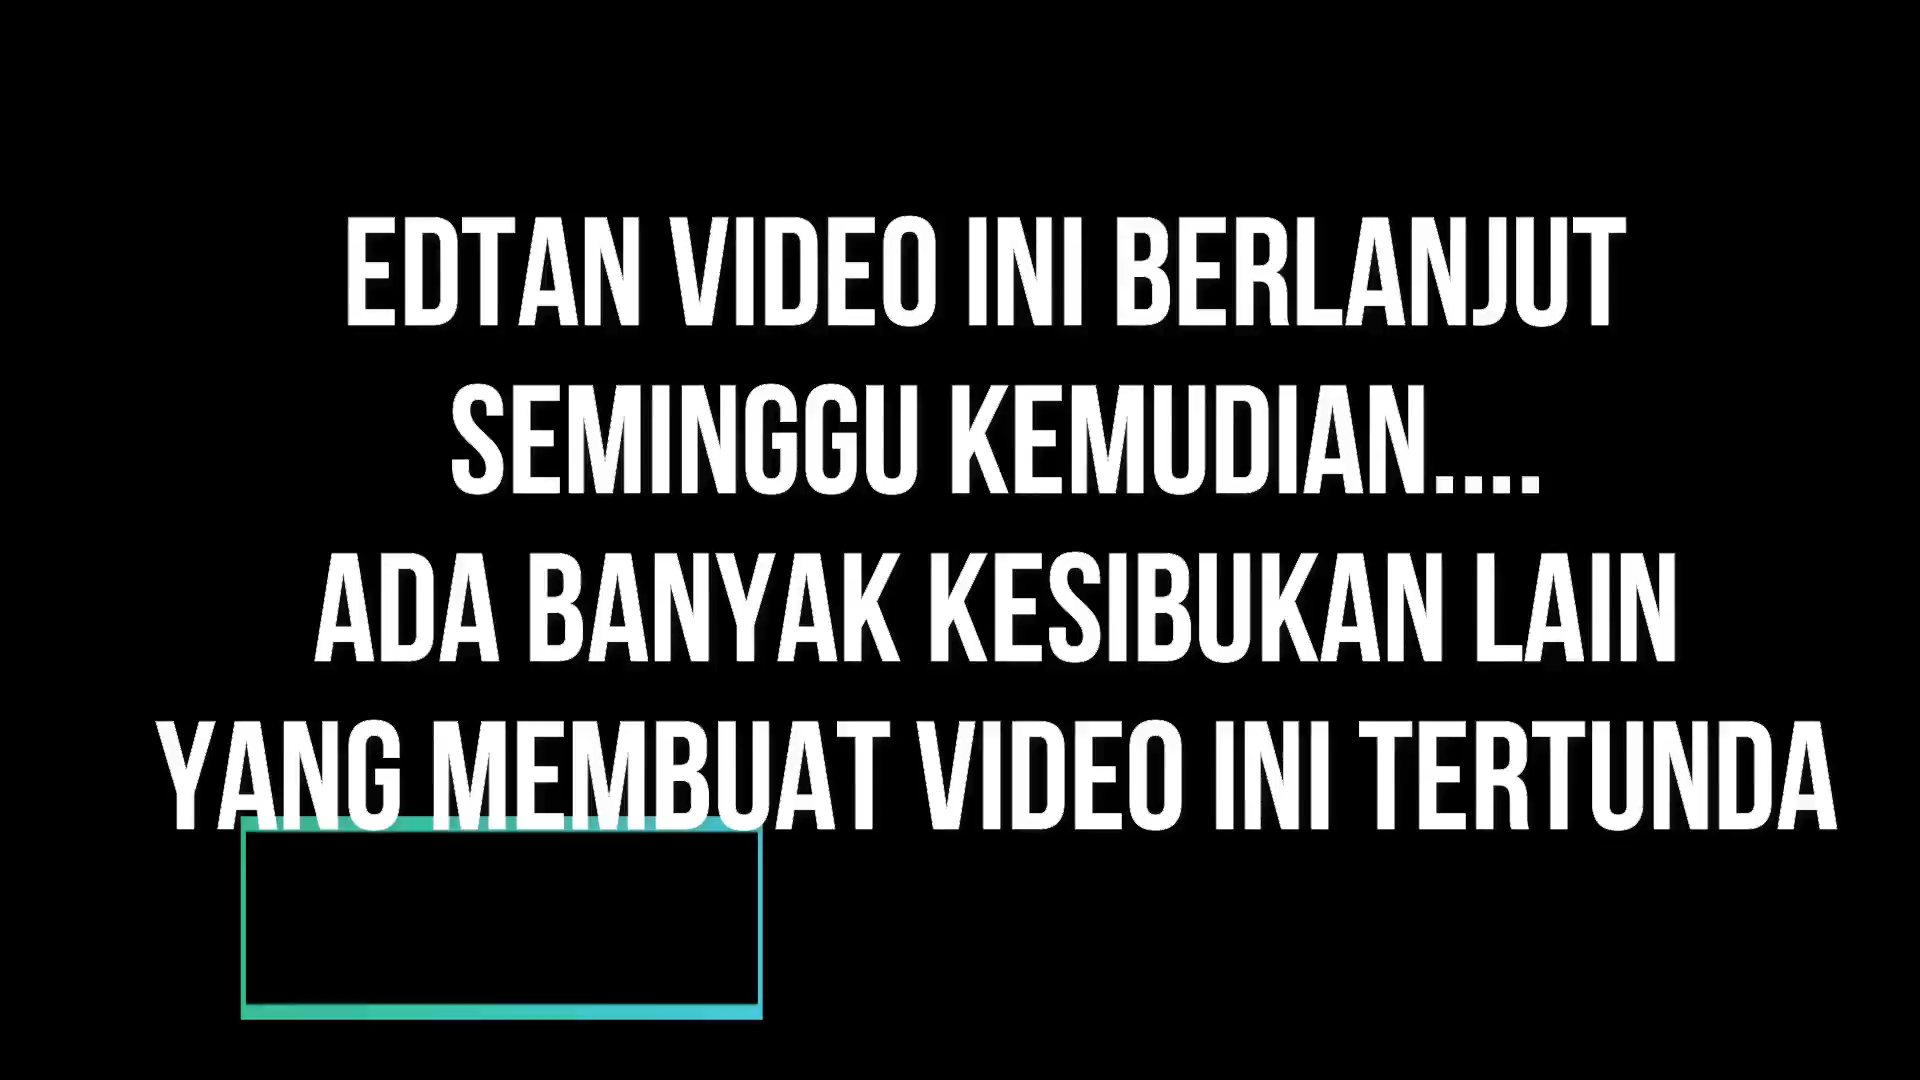 EDTAN VIDEO INI BERLANJUT
SEMINGGU KEMUDIAN....
ADA BANYAK KESIBUKAN LAIN
YANG MEMBUAT VIDEO INI TERTUNDA